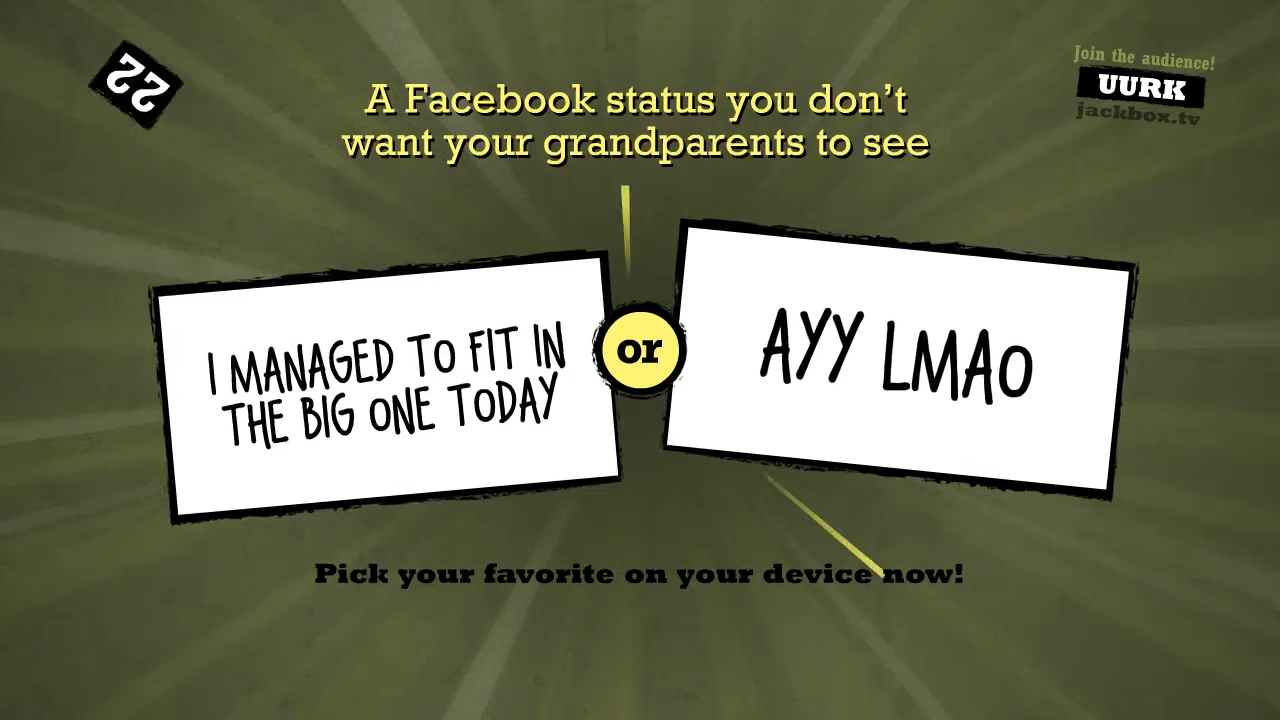 22
Join the audience!
UURK
jackbox.tv
A Facebook status you don't
want your grandparents to see
I MANAGED TO FIT IN
THE BIG ONE TODAY
or
AYY LMAO
Pick your favorite on your device now!